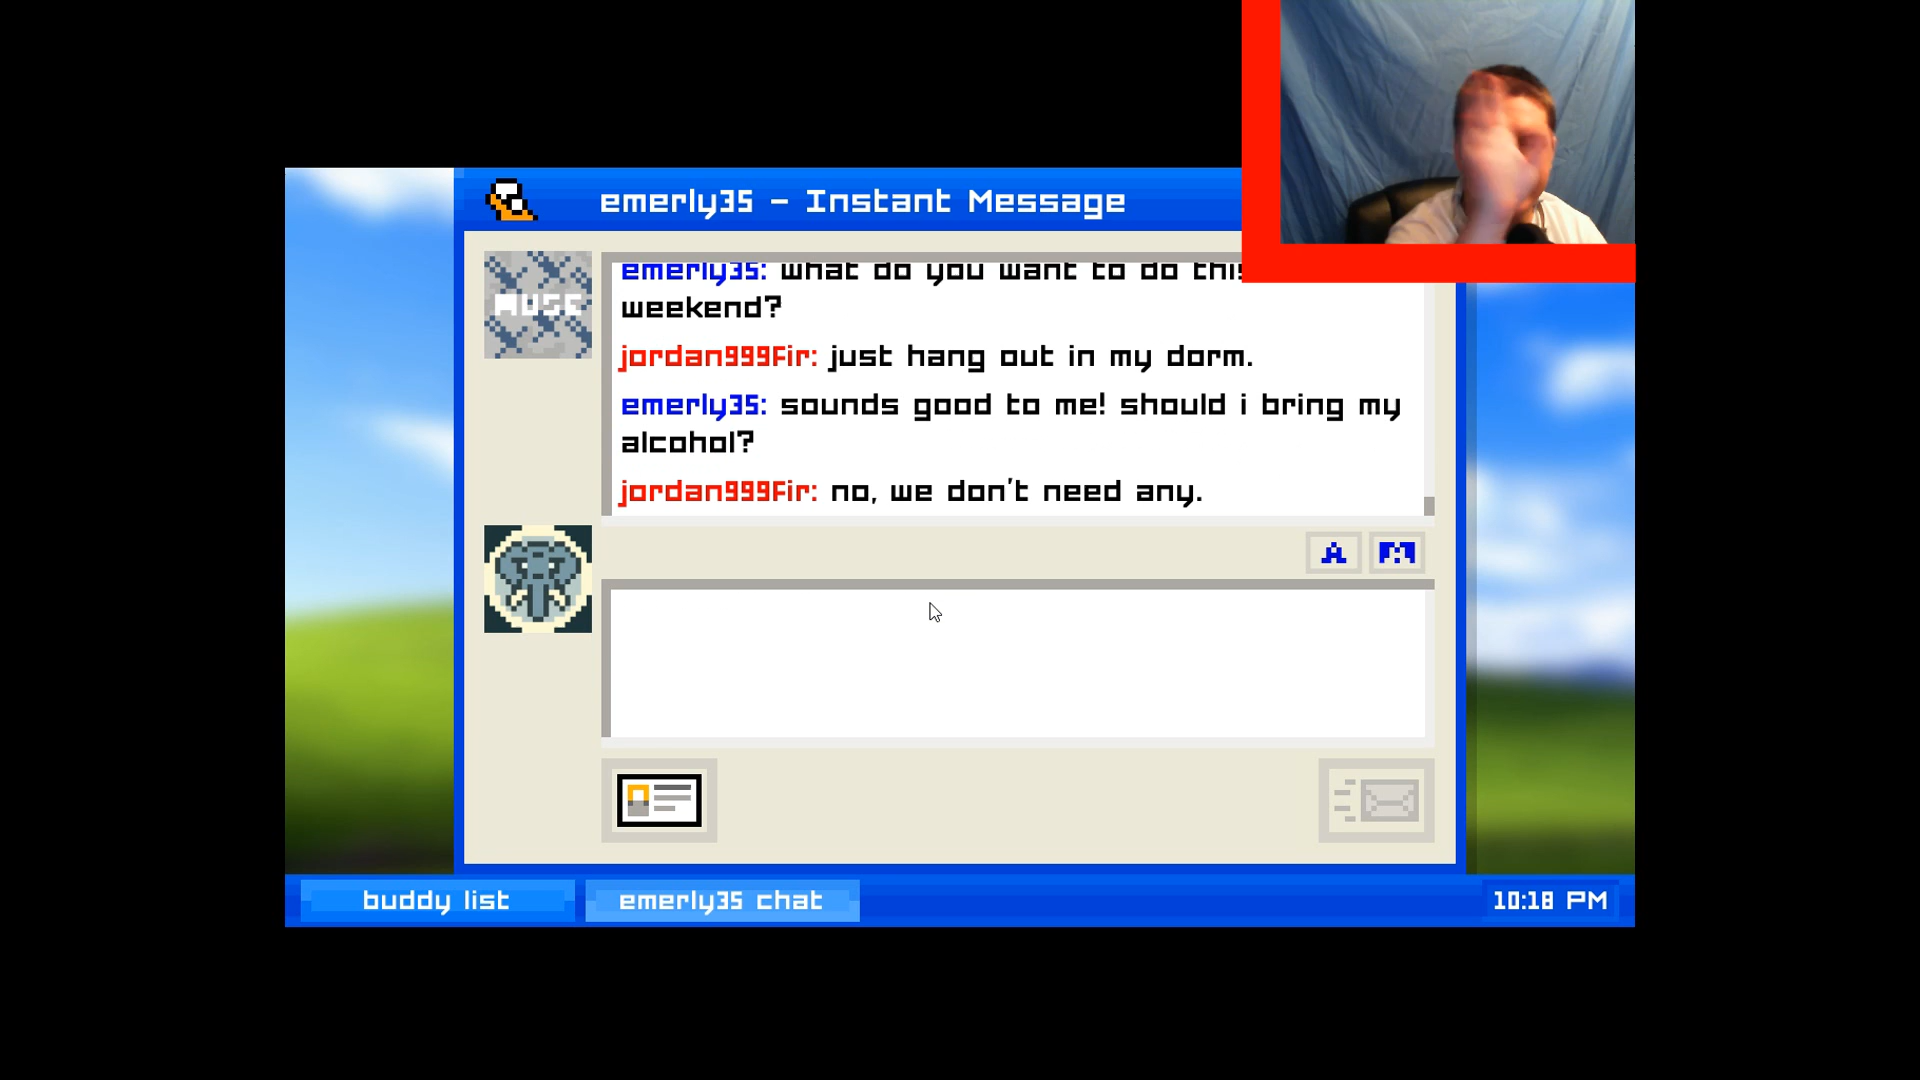 emerly35 - Instant Message
MUSE
emerly35: what do you want to do this
weekend?
jordan999Fir: just hang out in my dorm.
emerly35: sounds good to me! should i bring my
alcohol?
jordan999Fir: no, we don't need any.
A
buddy list
emerly35 chat
10:18 PM